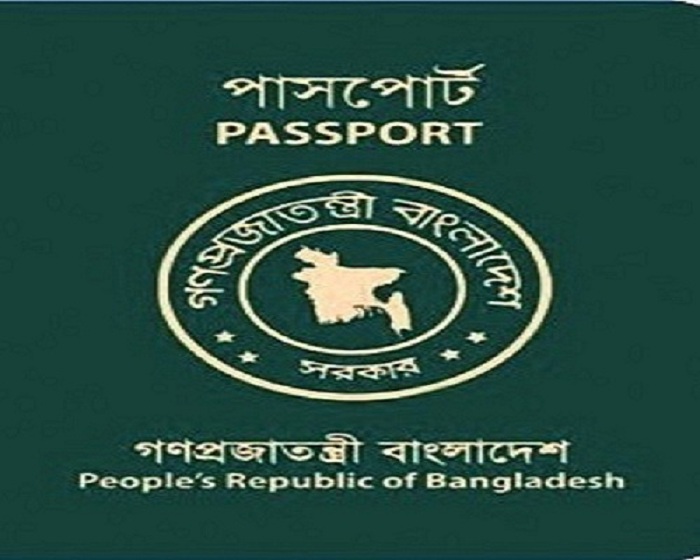 পাসপোর্ট
PASSPORT
গণপ্রজাতন্ত্রী বাংলাদেশ
সরকার
গণপ্রজাতন্ত্রী বাংলাদেশ
People's Republic of Bangladesh